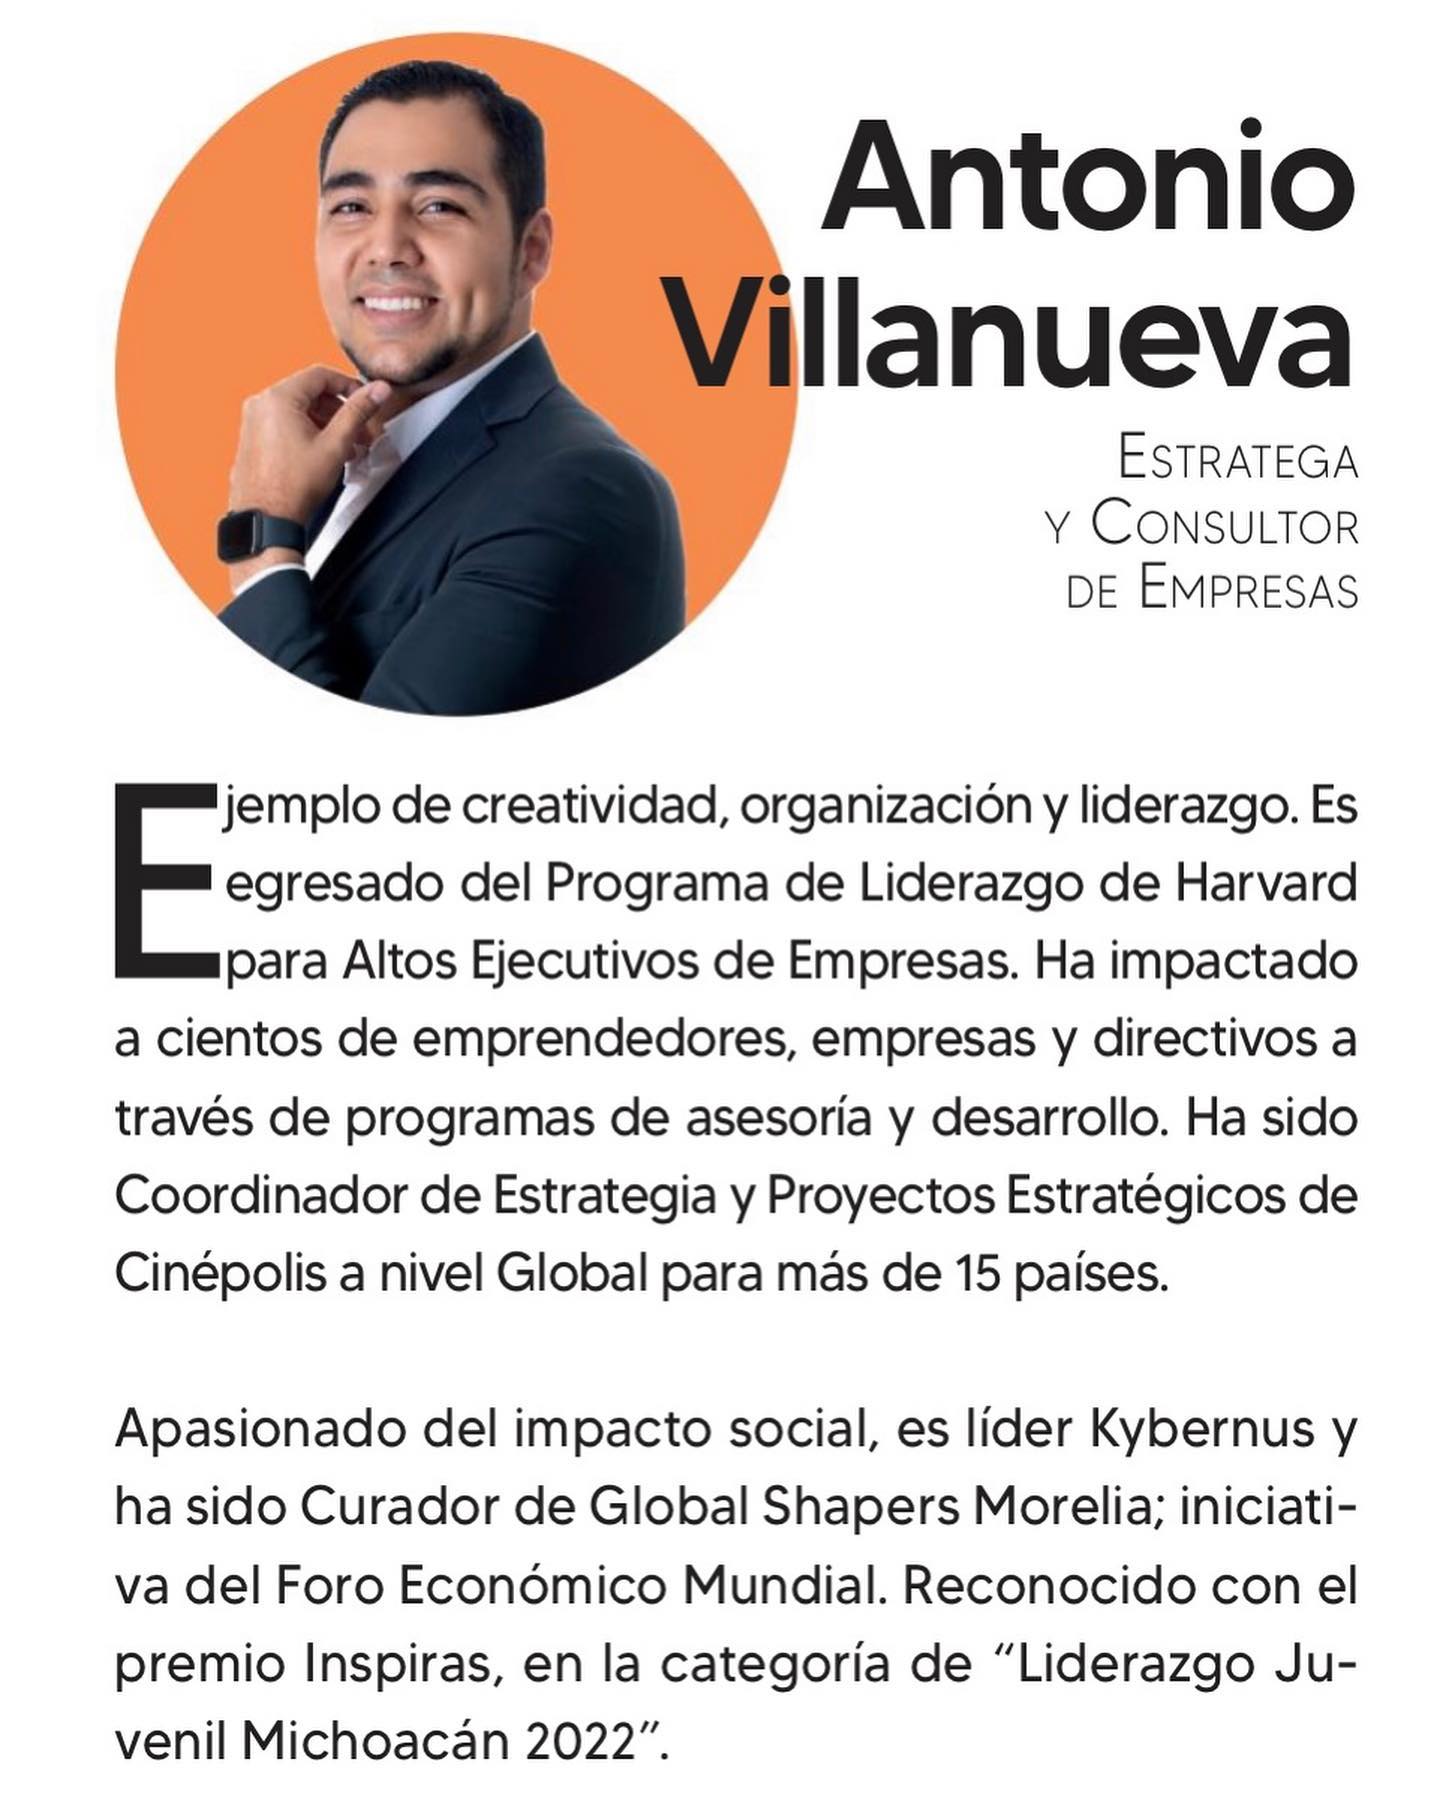 Antonio
Villanueva
Estratega
y Consultor
de Empresas
Ejemplo de creatividad, organización y liderazgo. Es
egresado del Programa de Liderazgo de Harvard
para Altos Ejecutivos de Empresas. Ha impactado
a cientos de emprendedores, empresas y directivos a
través de programas de asesoría y desarrollo. Ha sido
Coordinador de Estrategia y Proyectos Estratégicos de
Cinépolis a nivel Global para más de 15 países.
Apasionado del impacto social, es líder Kybernus y
ha sido Curador de Global Shapers Morelia; iniciati-
va del Foro Económico Mundial. Reconocido con el
premio Inspiras, en la categoría de “Liderazgo Ju-
venil Michoacán 2022”.